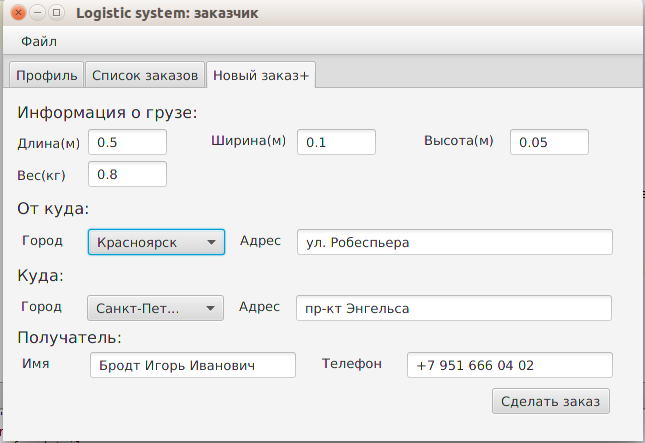 Logistic system: заказчик
Файл
Профиль Список заказов Новый заказ+
Информация о грузе:
Длина(м) 0.5 Ширина(м) 0.1 Высота(м) 0.05
Вес(кг) 0.8
От куда:
Город Красноярск Адрес ул. Робеспьера
Куда:
Город Санкт-Пет... Адрес пр-кт Энгельса
Получатель:
Имя Бродт Игорь Иванович Телефон +7 951 666 04 02
Сделать заказ